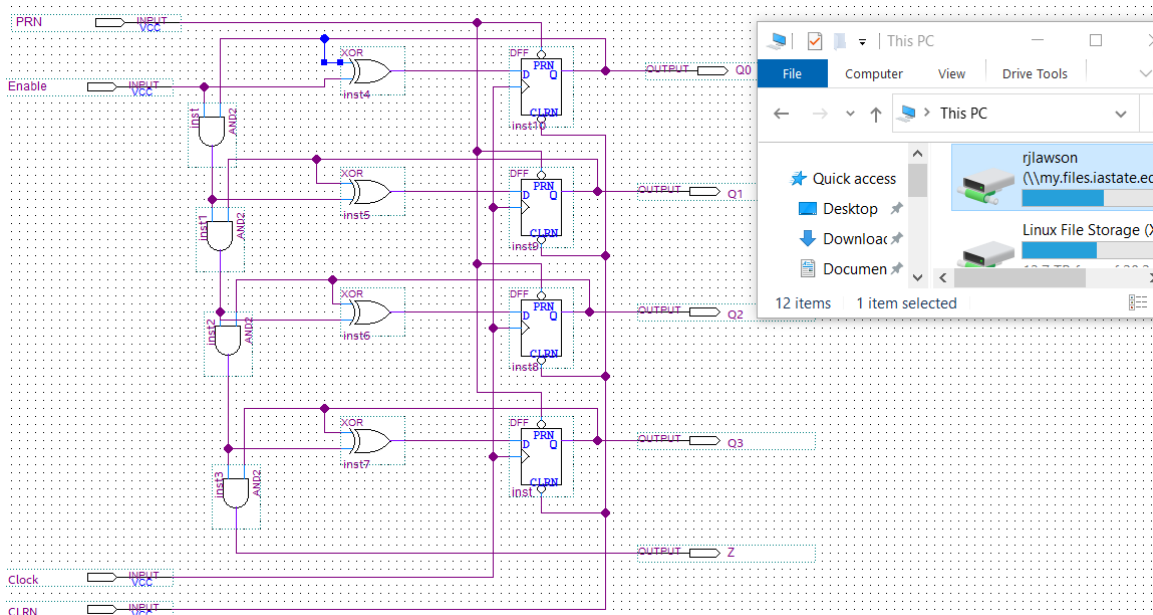 PRN
INPUT
VCC
Enable
INPUT
VCC
XOR
inst4
DFF
PRN
D Q
CLRN
inst10
OUTPUT
Q0
inst
AND2
XOR
inst5
DFF
PRN
D Q
CLRN
inst9
OUTPUT
Q1
inst1
AND2
XOR
inst6
DFF
PRN
D Q
CLRN
inst8
OUTPUT
Q2
inst2
AND2
XOR
inst7
DFF
PRN
D Q
CLRN
inst
OUTPUT
Q3
inst3
AND2
OUTPUT
Z
Clock
INPUT
VCC
CLRN
INPUT
VCC
This PC
File Computer View Drive Tools
This PC
Quick access
Desktop
Documen
rjlawson
(\\my.files.iastate.ed
Linux File Storage (X
12 items 1 item selected